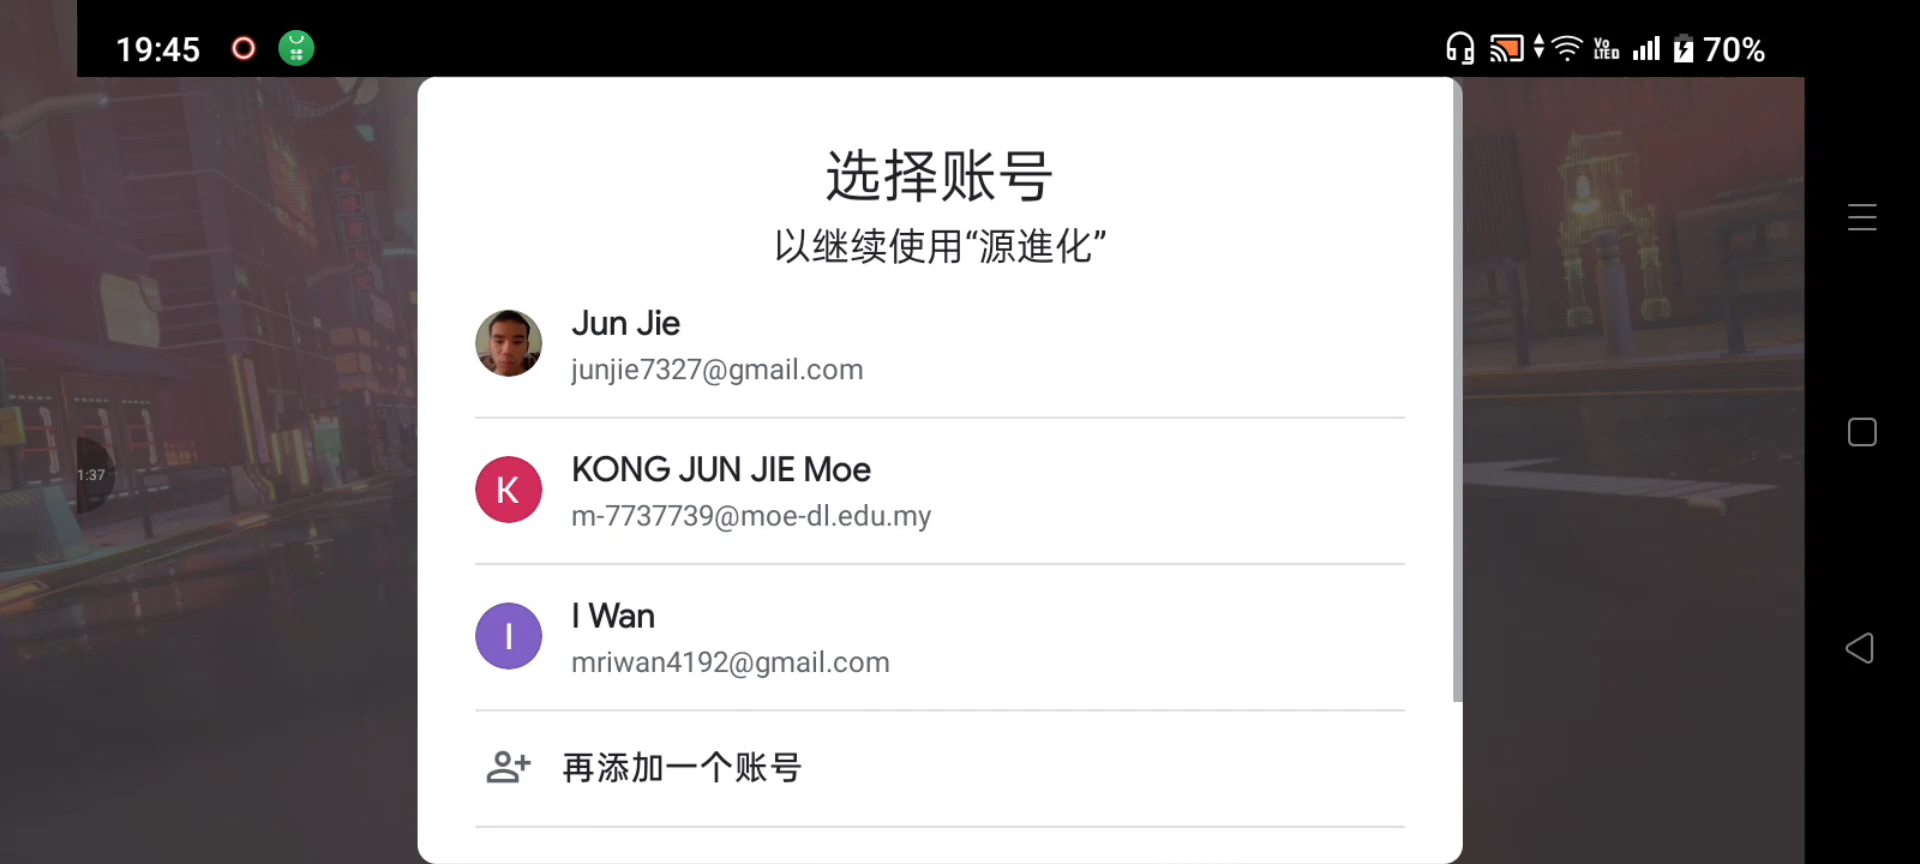 19:45
Vo LTED
70%
选择账号
以继续使用“源進化”
Jun Jie
junjie7327@gmail.com
KONG JUN JIE Moe
m-7737739@moe-dl.edu.my
I Wan
mriwan4192@gmail.com
再添加一个账号
K
I
1:37